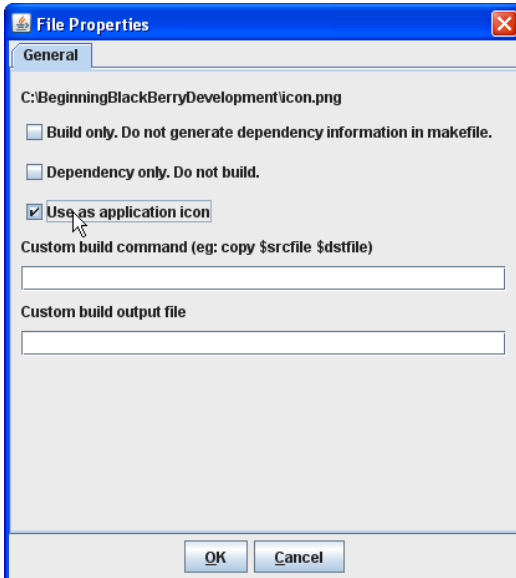 File Properties
General
C:\BeginningBlackBerryDevelopment\icon.png
Build only. Do not generate dependency information in makefile.
Dependency only. Do not build.
Use as application icon
Custom build command (eg: copy $srcfile $dstfile)
Custom build output file
OK Cancel